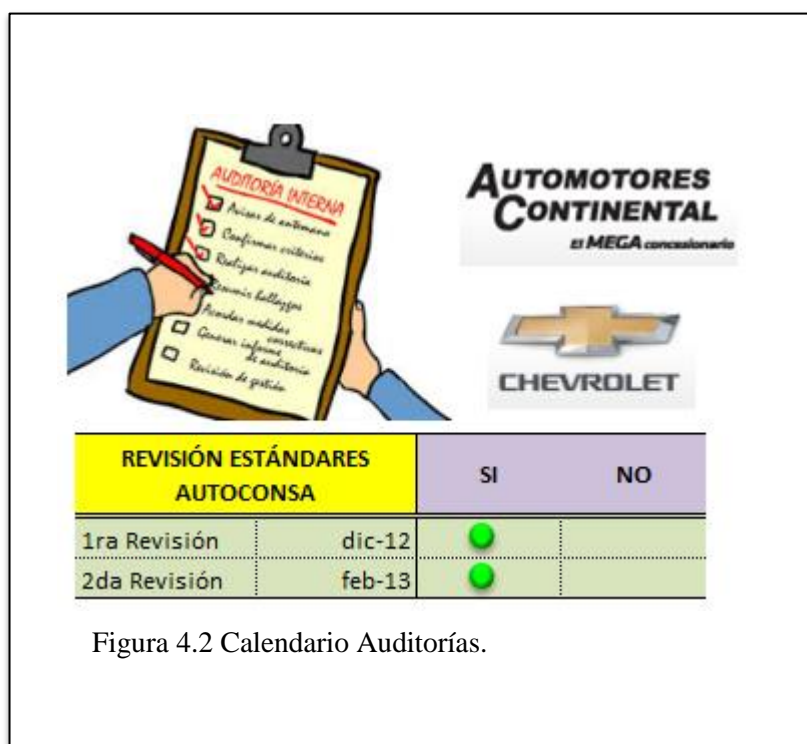 AUDITORÍA INTERNA
Avisar de antemano
Confirmar criterios
Realizar auditoría
Resumir hallazgos
Acordar medidas
correctivas
Generar informe
de auditoría
Revisión de gestión
AUTOMOTORES
CONTINENTAL
El MEGA concesionario
CHEVROLET
REVISIÓN ESTÁNDARES
AUTOCONSA
SI NO
1ra Revisión dic-12
2da Revisión feb-13
Figura 4.2 Calendario Auditorías.